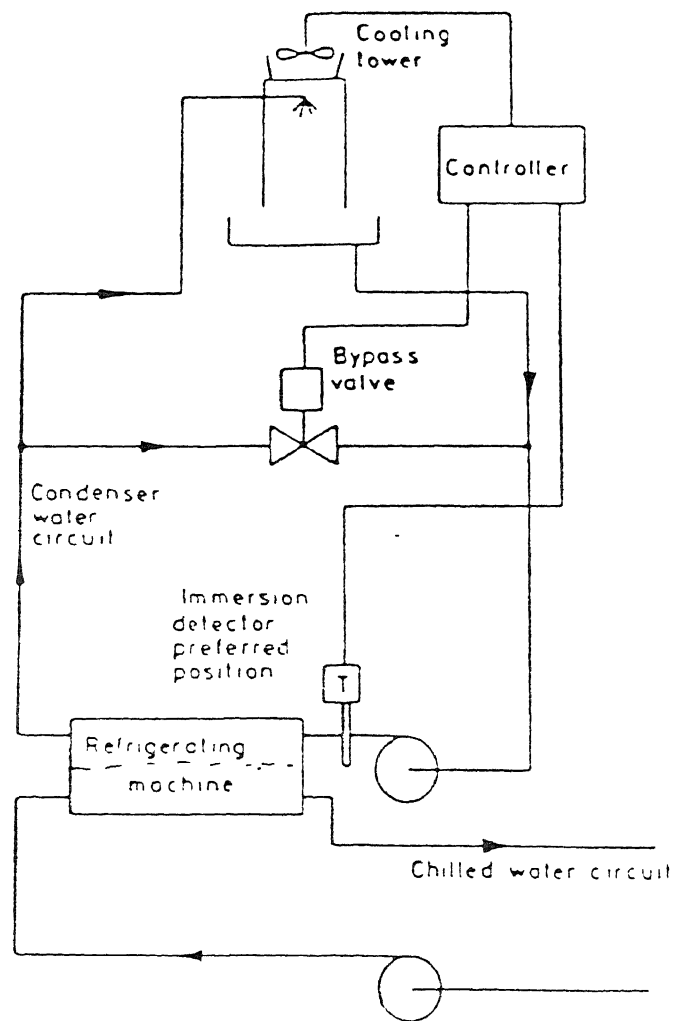 Cooling
tower
Controller
Bypass
valve
Condenser
water
circuit
Immersion
detector
preferred
position
T
Refrigerating
machine
Chilled water circuit